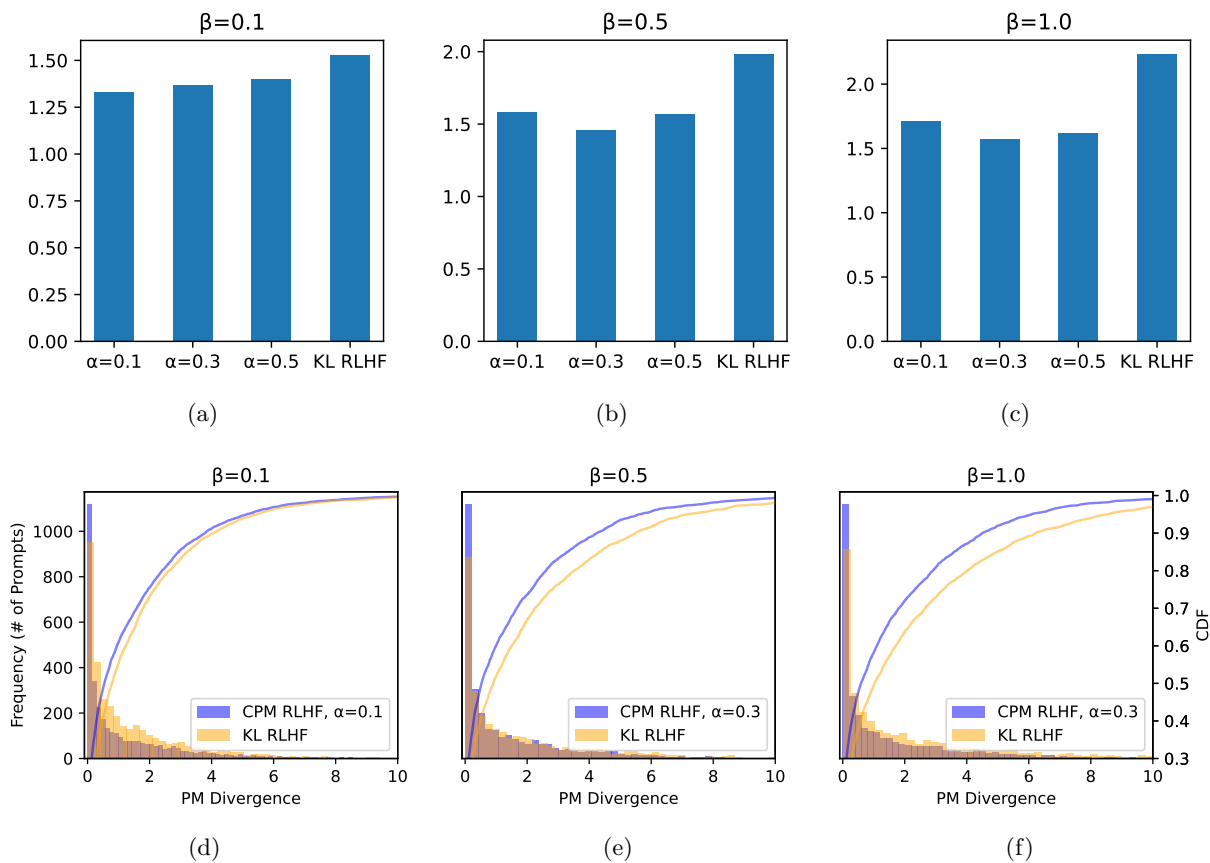 β=0.1
1.50
1.25
1.00
0.75
0.50
0.25
0.00
α=0.1 α=0.3 α=0.5 KL RLHF
(a)
β=0.5
2.0
1.5
1.0
0.5
0.0
α=0.1 α=0.3 α=0.5 KL RLHF
(b)
β=1.0
2.0
1.5
1.0
0.5
0.0
α=0.1 α=0.3 α=0.5 KL RLHF
(c)
β=0.1
Frequency (# of Prompts)
1000
800
600
400
200
0
CPM RLHF, α=0.1
KL RLHF
0 2 4 6 8 10
PM Divergence
(d)
β=0.5
CPM RLHF, α=0.3
KL RLHF
0 2 4 6 8 10
PM Divergence
(e)
β=1.0
1.0
0.9
0.8
0.7
0.6
0.5
0.4
0.3
CDF
CPM RLHF, α=0.3
KL RLHF
0 2 4 6 8 10
PM Divergence
(f)